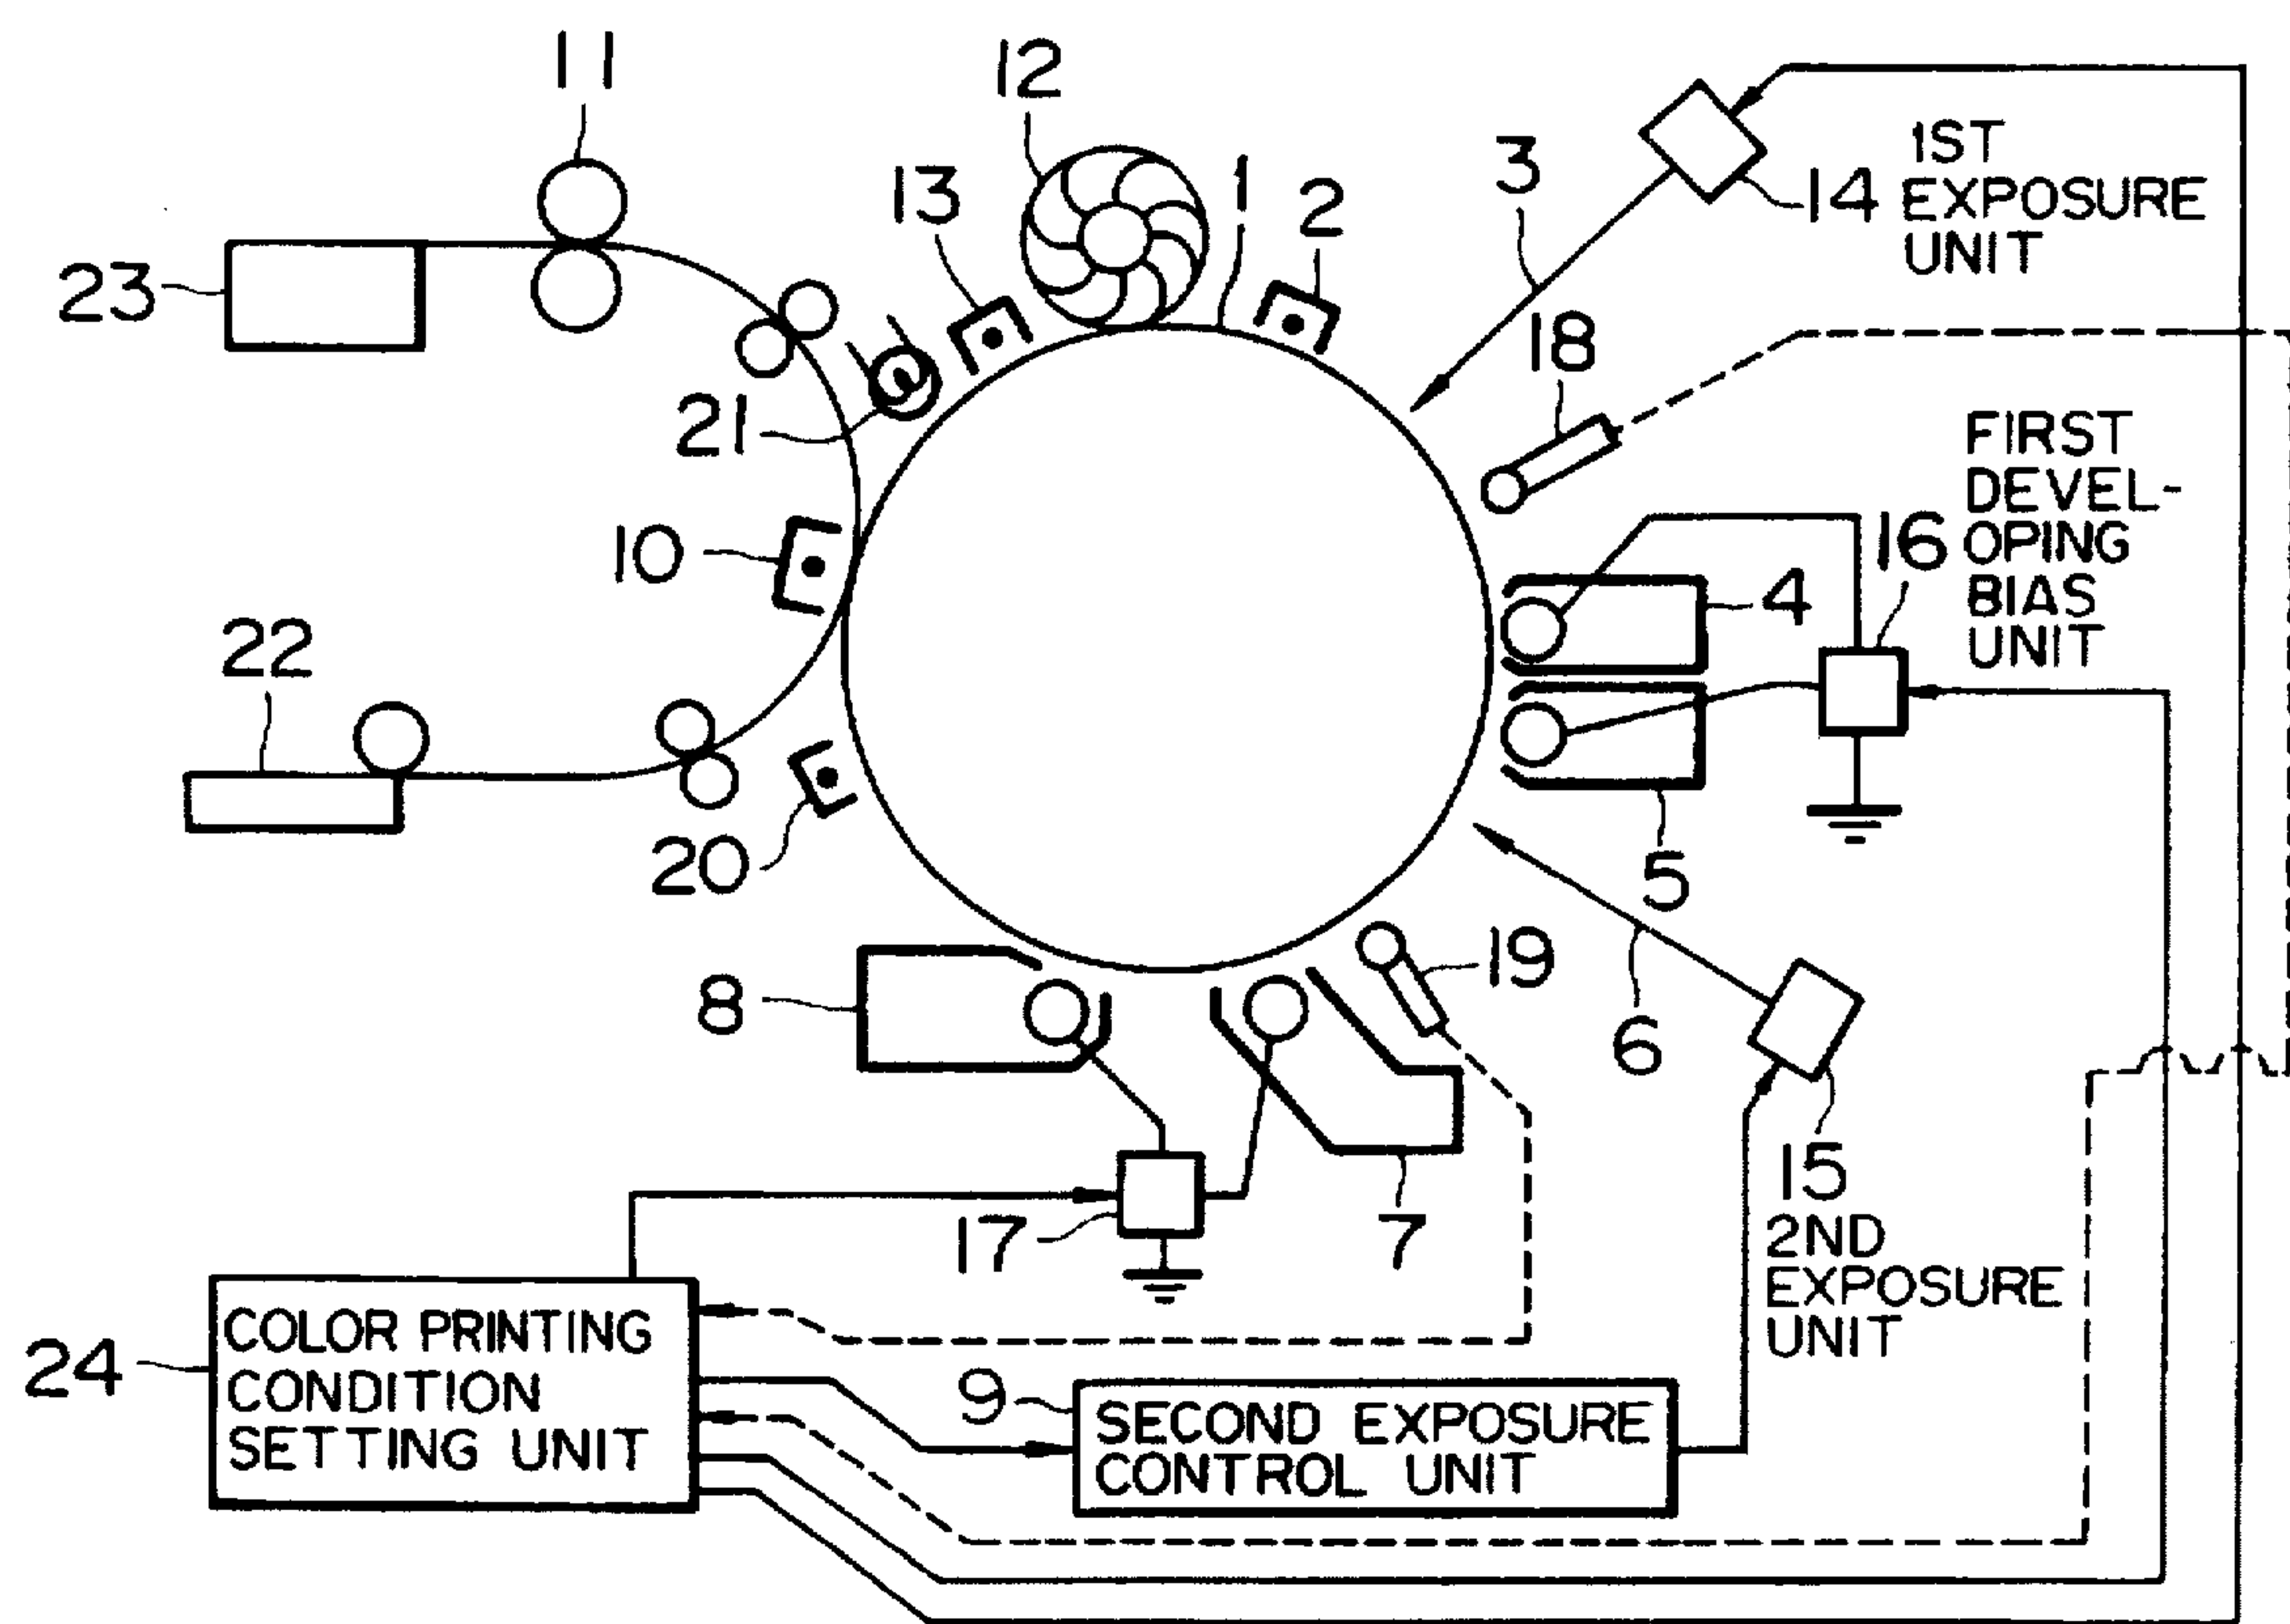 11
12
13
1
2
3
1ST
14 EXPOSURE
UNIT
23
18
21
FIRST
DEVEL-
16 OPING
BIAS
UNIT
10
4
22
20
5
19
8
6
15
2ND
EXPOSURE
UNIT
17
7
24
COLOR PRINTING
CONDITION
SETTING UNIT
9
SECOND EXPOSURE
CONTROL UNIT